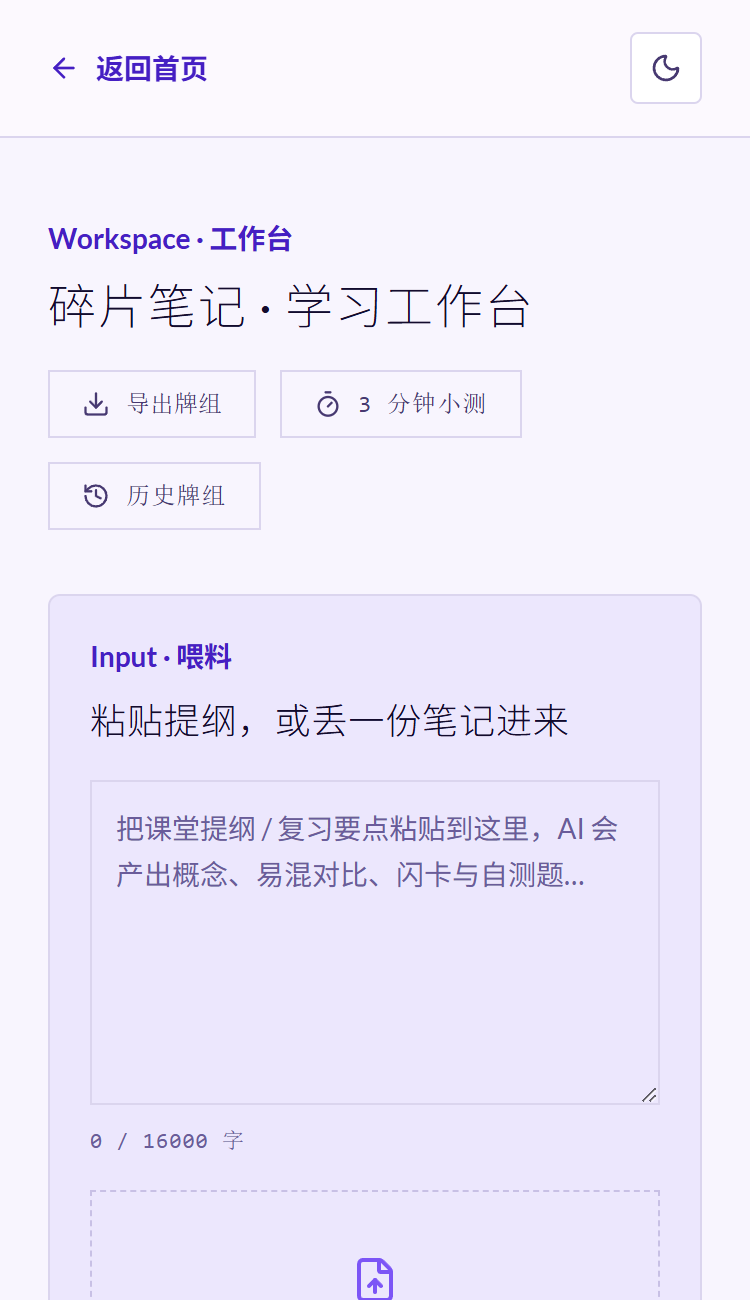 返回首页
Workspace · 工作台
碎片笔记 · 学习工作台
导出牌组
3 分钟小测
历史牌组
Input · 喂料
粘贴提纲，或丢一份笔记进来
把课堂提纲 / 复习要点粘贴到这里，AI 会
产出概念、易混对比、闪卡与自测题...
0 / 16000 字